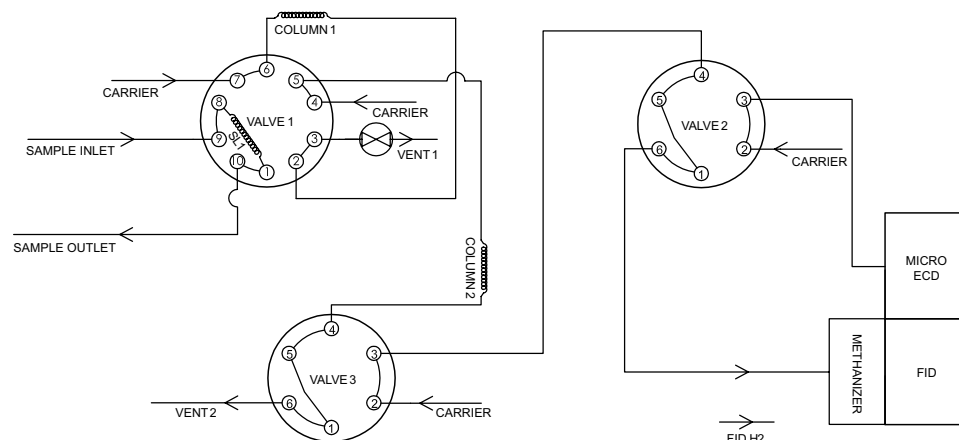 COLUMN 1
6
7
5
CARRIER
8
4
CARRIER
VALVE 1
SL1
9
3
SAMPLE INLET
VENT 1
10
2
1
SAMPLE OUTLET
COLUMN 2
4
5
3
VALVE 2
6
2
CARRIER
1
MICRO
ECD
4
5
3
VALVE 3
6
2
VENT 2
CARRIER
1
METHANIZER
FID
FID H2